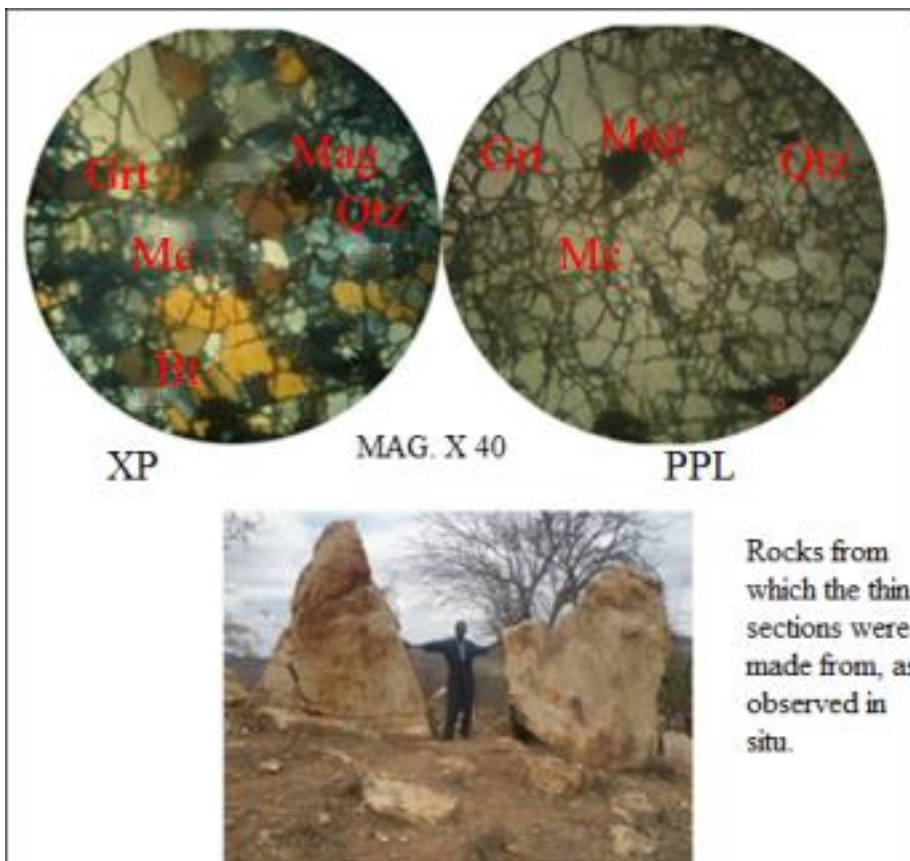 Grt
Mag
Qtz
Mc
Bt
Grt
Mag
Qtz
Mc
XP
MAG. X 40
PPL
Rocks from
which the thin
sections were
made from, as
observed in
situ.